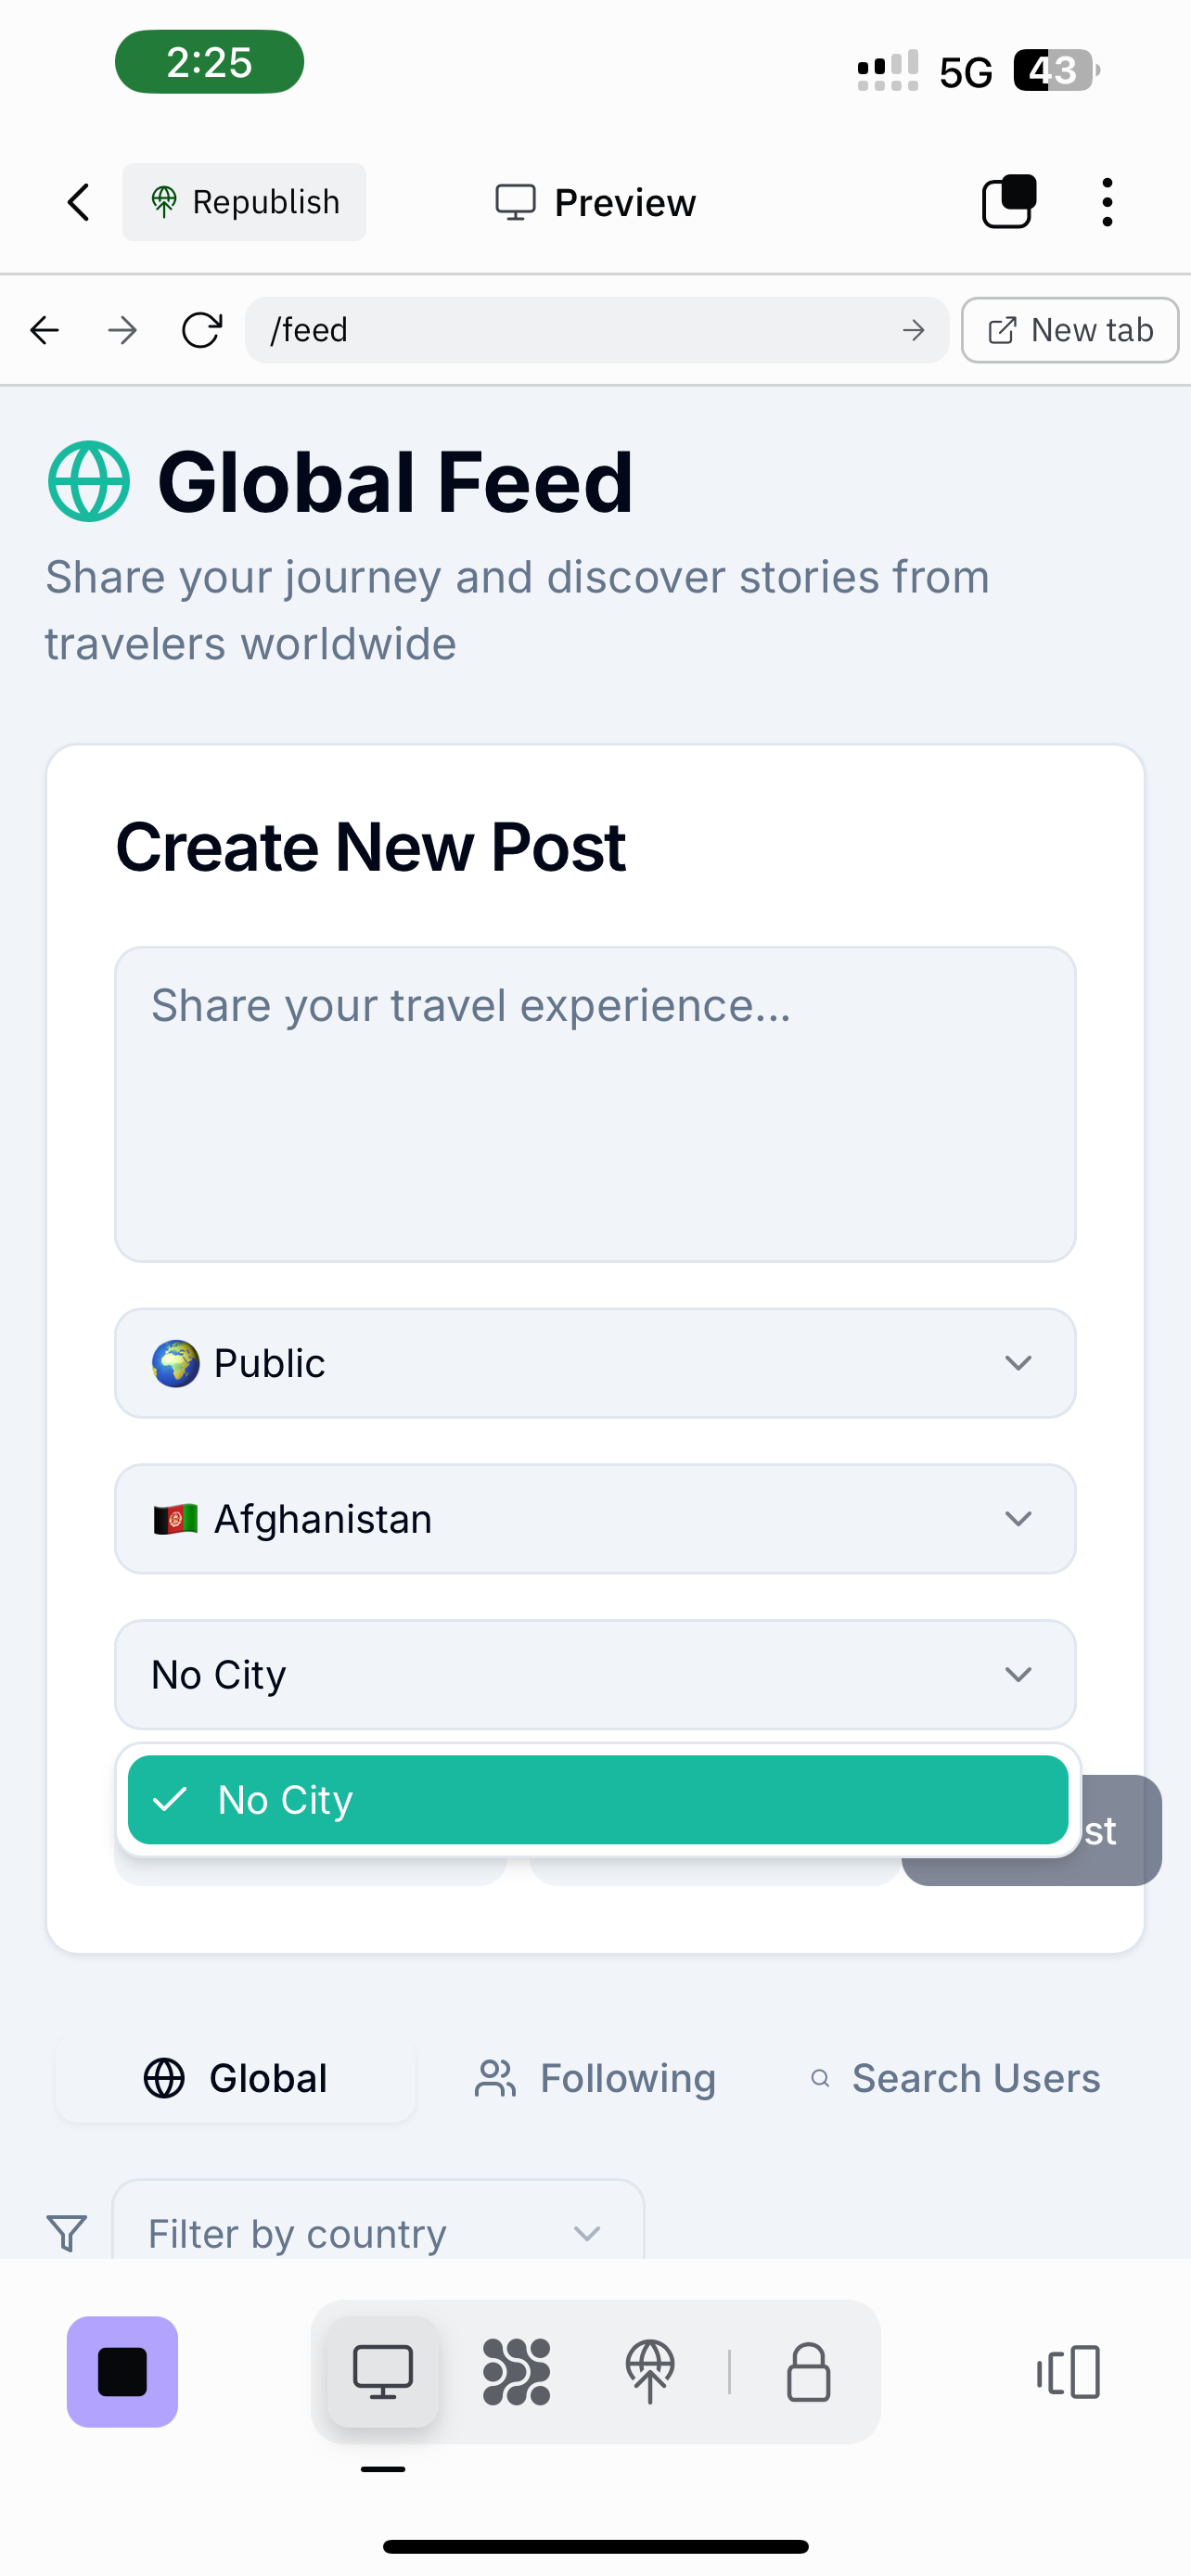 2:25
5G
43
Republish
Preview
/feed
New tab
Global Feed
Share your journey and discover stories from
travelers worldwide
Create New Post
Share your travel experience...
Public
Afghanistan
No City
No City
st
Global
Following
Search Users
Filter by country